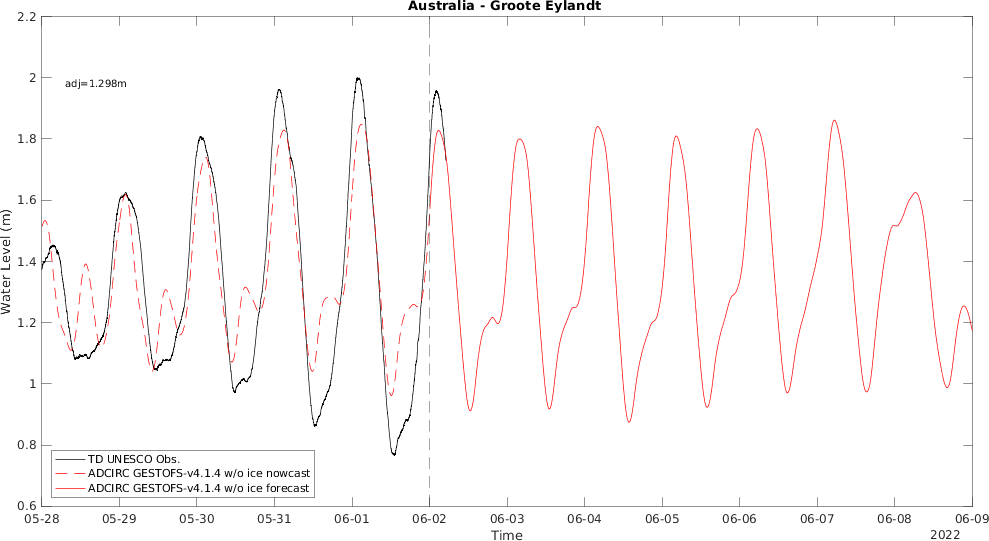 Australia - Groote Eylandt
adj=1.298m
Water Level (m)
2.2
2
1.8
1.6
1.4
1.2
1
0.8
0.6
TD UNESCO Obs.
ADCIRC GESTOFS-v4.1.4 w/o ice nowcast
ADCIRC GESTOFS-v4.1.4 w/o ice forecast
05-28 05-29 05-30 05-31 06-01 06-02 06-03 06-04 06-05 06-06 06-07 06-08 06-09
Time
2022